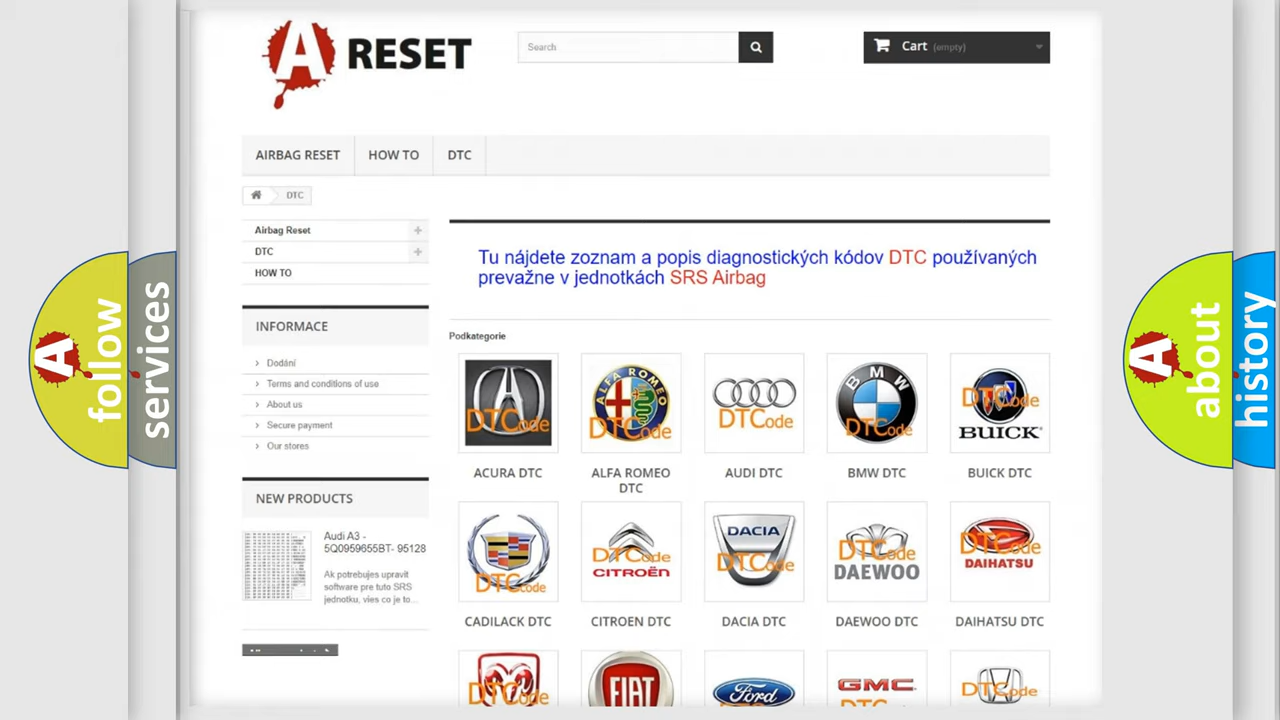 A RESET
Search
Cart (empty)
AIRBAG RESET
HOW TO
DTC
DTC
Airbag Reset
DTC
HOW TO
Tu nájdete zoznam a popis diagnostických kódov DTC používaných
prevažne v jednotkách SRS Airbag
INFORMACE
Dodání
Terms and conditions of use
About us
Secure payment
Our stores
Podkategorie
DTCode
ALFA ROMEO
DTCode
DTCode
BMW
DTCode
DTCode
BUICK
ACURA DTC
ALFA ROMEO
DTC
AUDI DTC
BMW DTC
BUICK DTC
NEW PRODUCTS
Audi A3 -
5Q0959655BT- 95128
Ak potrebujes upravit
software pre tuto SRS
jednotku, vies co je to...
DTCode
DTCode
CITROËN
DACIA
DTCode
DTCode
DAEWOO
DTCode
DAIHATSU
CADILACK DTC
CITROEN DTC
DACIA DTC
DAEWOO DTC
DAIHATSU DTC
DTCode
FIAT
Ford
GMC
DTCode
A
follow
services
A
about
history